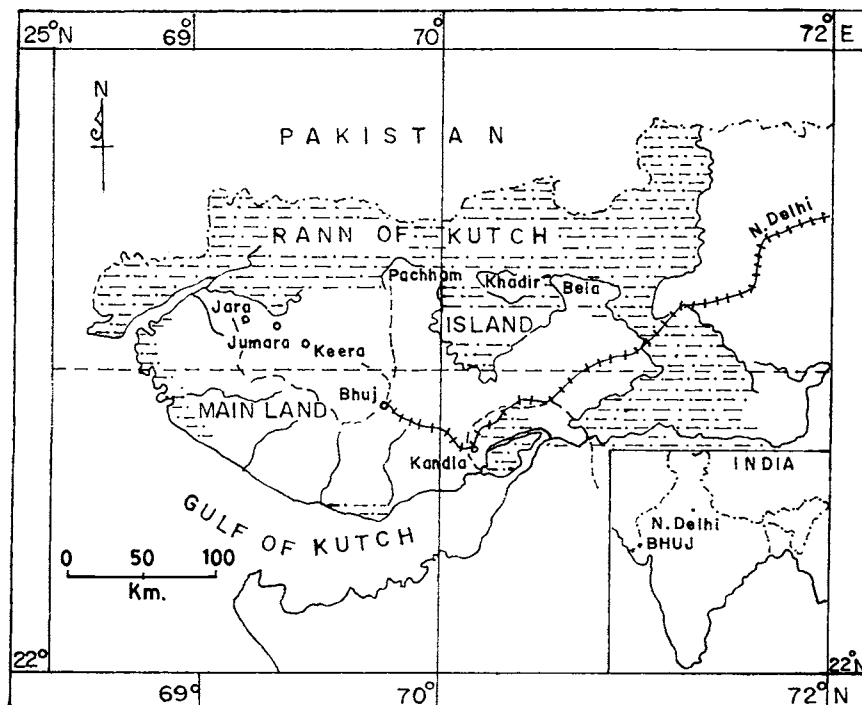 25°N 69° 70° 72°E
N
PAKISTAN
N. Delhi
RANN OF KUTCH
Pachham
Khadir
Bela
Jara
ISLAND
Jumara
Keera
Bhuj
MAIN LAND
Kandla
INDIA
GULF OF KUTCH
N. Delhi
BHUJ
0 50 100
Km.
22° 22N
69° 70° 72°N